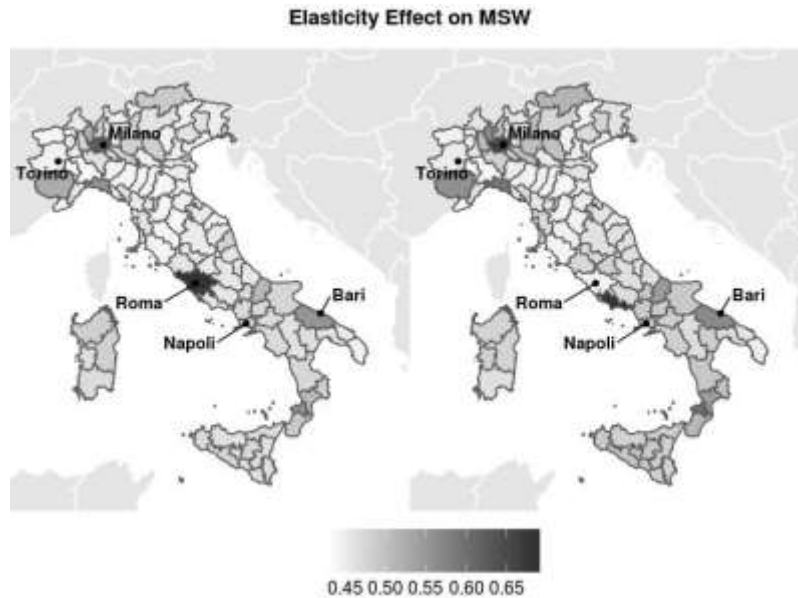 Elasticity Effect on MSW
Milano
Torino
Roma
Bari
Napoli
Milano
Torino
Roma
Bari
Napoli
0.45 0.50 0.55 0.60 0.65